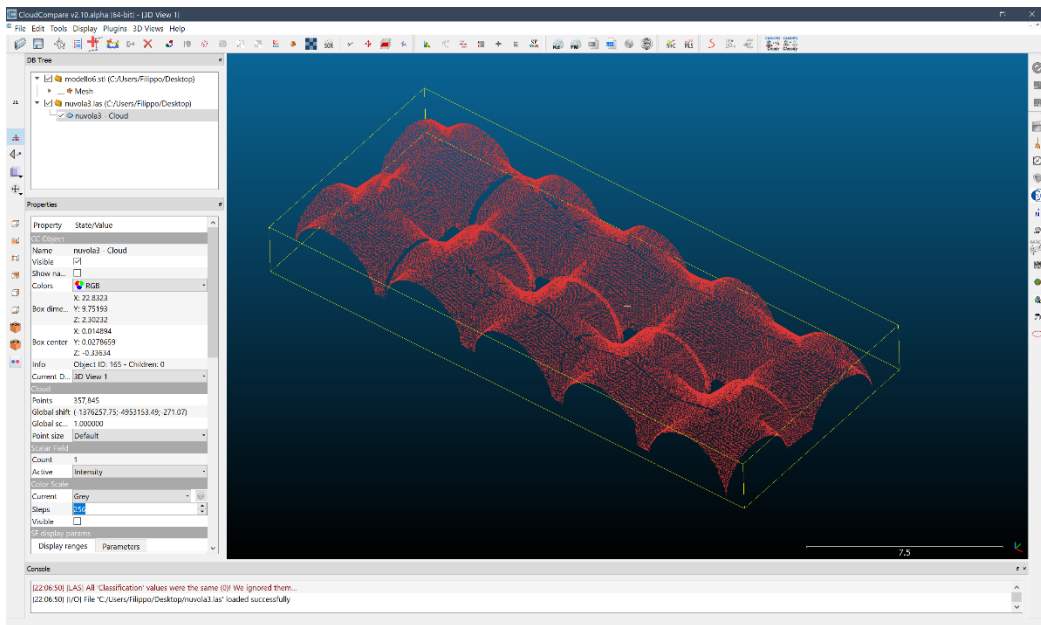 CloudCompare v2.10.alpha (64-bit) - [3D View 1]
File Edit Tools Display Plugins 3D Views Help
DB Tree
modello6.stl (C:/Users/Filippo/Desktop)
Mesh
nuvola3.las (C:/Users/Filippo/Desktop)
nuvola3 - Cloud
Properties
Property State/Value
CC Object
Name nuvola3 - Cloud
Visible
Show na...
Colors RGB
X: 22.8323
Box dime... Y: 9.75193
Z: 2.30232
X: 0.014894
Box center Y: 0.0278659
Z: -0.33634
Info Object ID: 165 - Children: 0
Current D... 3D View 1
Cloud
Points 357,845
Global shift (-1376257.75; 4953153.49; -271.07)
Global sc... 1.000000
Point size Default
Scalar Field
Count 1
Active Intensity
Color Scale
Current Grey
Steps 256
Visible
SF display params
Display ranges Parameters
7.5
Console
[22:06:50] [LAS] All 'Classification' values were the same (0)! We ignored them...
[22:06:50] [I/O] File 'C:/Users/Filippo/Desktop/nuvola3.las' loaded successfully